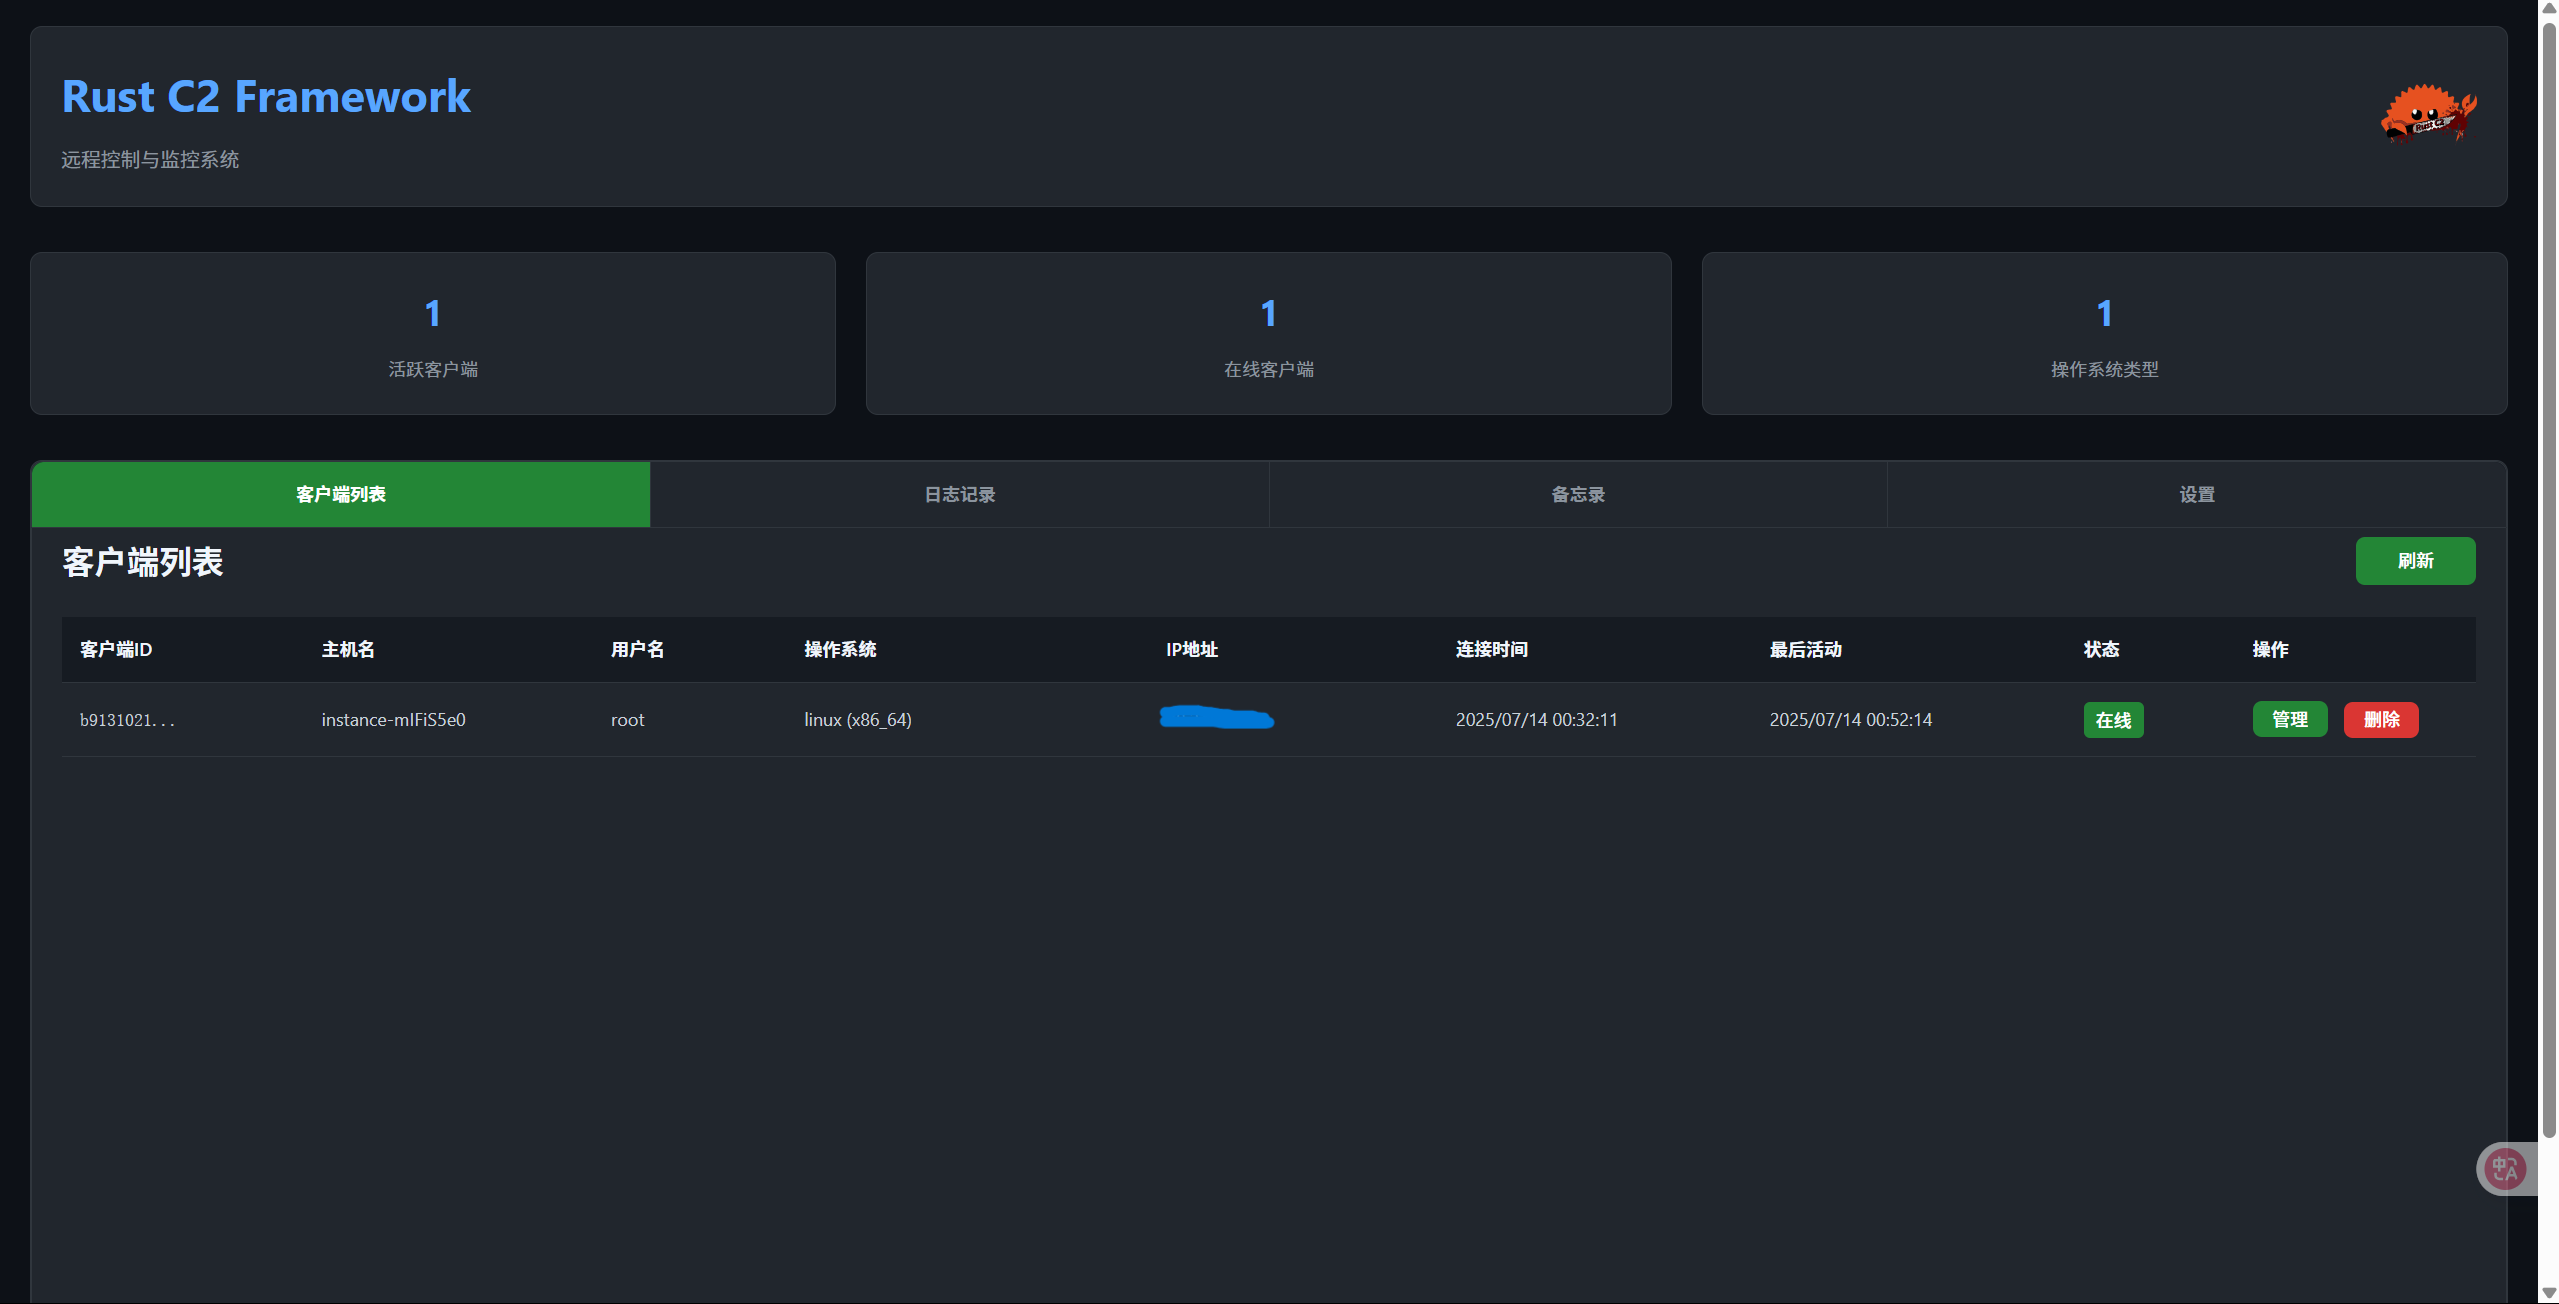 Rust C2 Framework
远程控制与监控系统
Rust C2
1
活跃客户端
1
在线客户端
1
操作系统类型
客户端列表 日志记录 备忘录 设置
客户端列表 刷新
客户端ID 主机名 用户名 操作系统 IP地址 连接时间 最后活动 状态 操作
b9131021... instance-mIFiS5e0 root linux (x86_64) 2025/07/14 00:32:11 2025/07/14 00:52:14 在线 管理 删除
中A